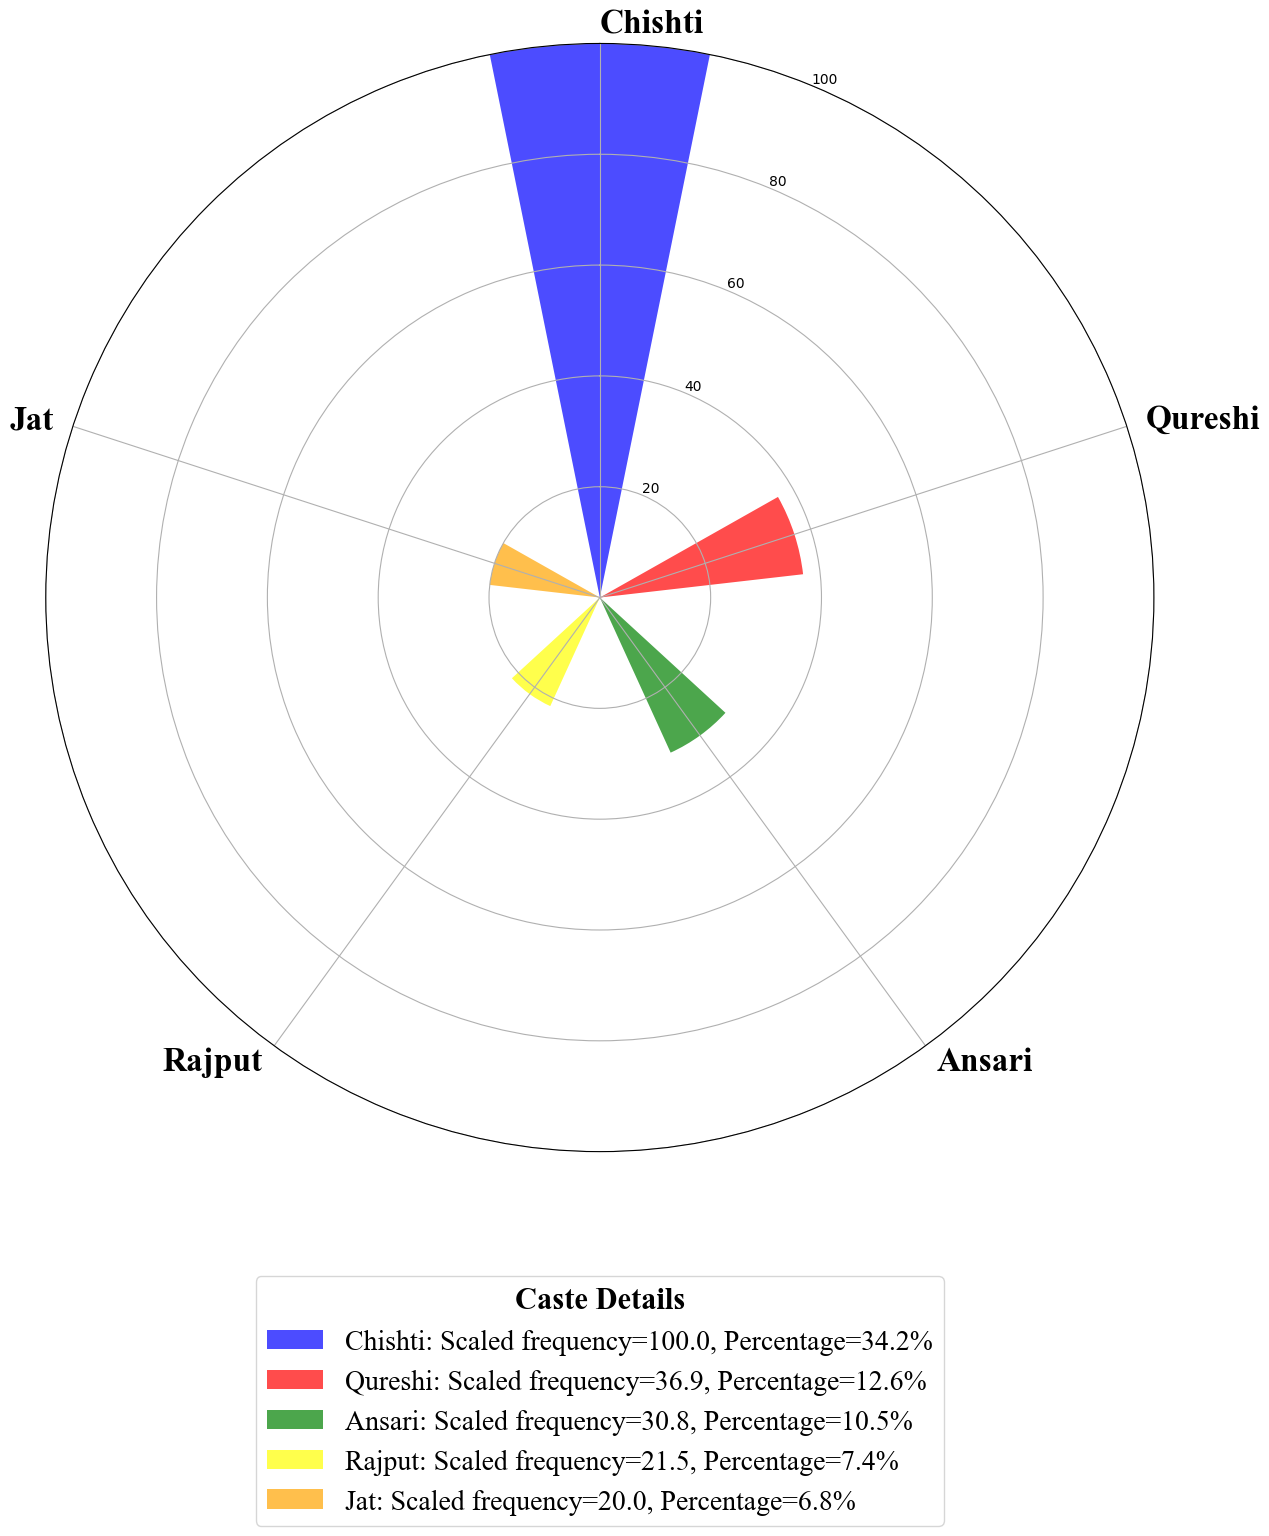 Chishti
100
80
60
Jat
40
Qureshi
20
Rajput
Ansari
Caste Details
Chishti: Scaled frequency=100.0, Percentage=34.2%
Qureshi: Scaled frequency=36.9, Percentage=12.6%
Ansari: Scaled frequency=30.8, Percentage=10.5%
Rajput: Scaled frequency=21.5, Percentage=7.4%
Jat: Scaled frequency=20.0, Percentage=6.8%